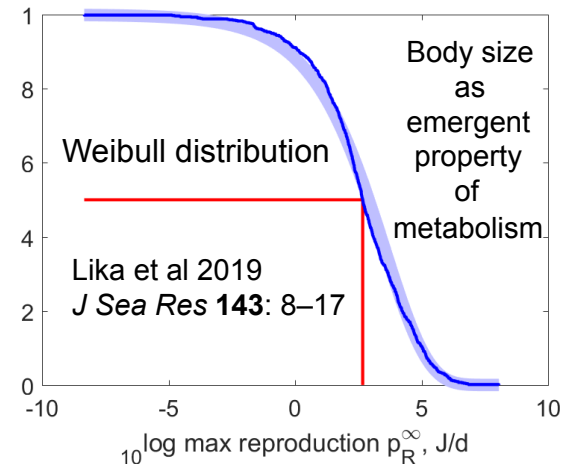 1
8
6
4
2
0
-10
-5
0
5
10
Body size
as
emergent
property
of
metabolism
Weibull distribution
Lika et al 2019
J Sea Res 143: 8–17
₁₀log max reproduction p_R^∞, J/d